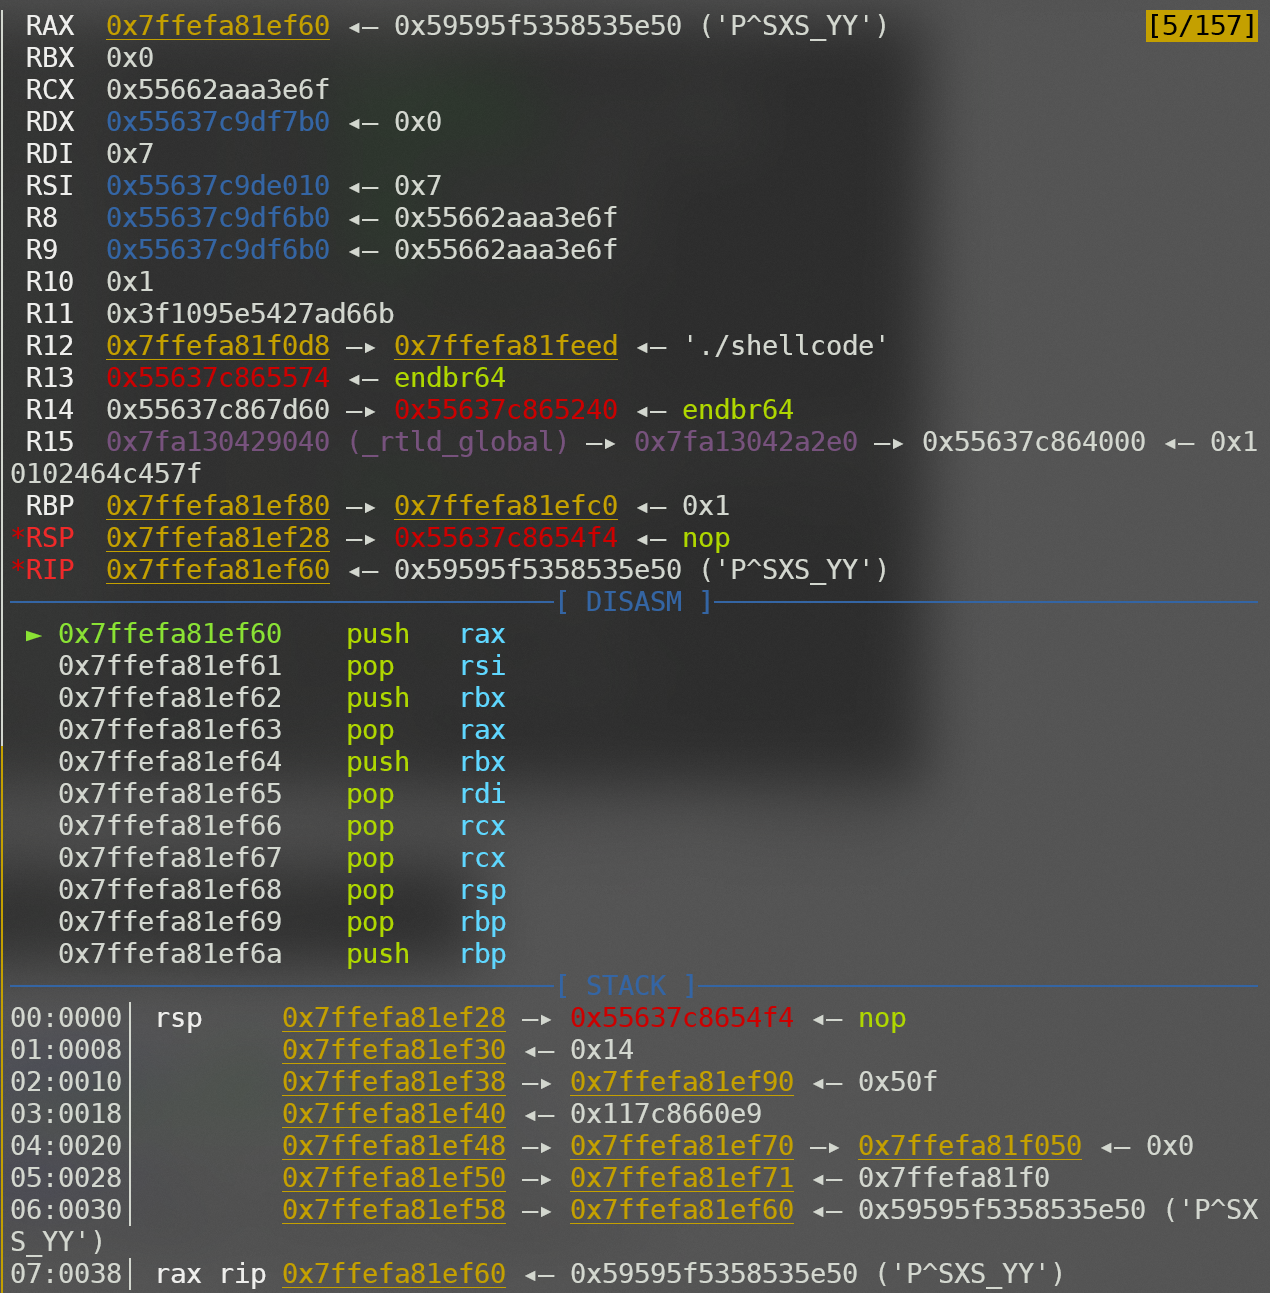 RAX  0x7ffefa81ef60 ◂— 0x59595f5358535e50 ('P^SXS_YY') [5/157]
RBX  0x0
RCX  0x55662aaa3e6f
RDX  0x55637c9df7b0 ◂— 0x0
RDI  0x7
RSI  0x55637c9de010 ◂— 0x7
R8   0x55637c9df6b0 ◂— 0x55662aaa3e6f
R9   0x55637c9df6b0 ◂— 0x55662aaa3e6f
R10  0x1
R11  0x3f1095e5427ad66b
R12  0x7ffefa81f0d8 —▸ 0x7ffefa81feed ◂— './shellcode'
R13  0x55637c865574 ◂— endbr64
R14  0x55637c867d60 —▸ 0x55637c865240 ◂— endbr64
R15  0x7fa130429040 (_rtld_global) —▸ 0x7fa13042a2e0 —▸ 0x55637c864000 ◂— 0x1
0102464c457f
RBP  0x7ffefa81ef80 —▸ 0x7ffefa81efc0 ◂— 0x1
*RSP  0x7ffefa81ef28 —▸ 0x55637c8654f4 ◂— nop
*RIP  0x7ffefa81ef60 ◂— 0x59595f5358535e50 ('P^SXS_YY')
[ DISASM ]
► 0x7ffefa81ef60    push   rax
0x7ffefa81ef61    pop    rsi
0x7ffefa81ef62    push   rbx
0x7ffefa81ef63    pop    rax
0x7ffefa81ef64    push   rbx
0x7ffefa81ef65    pop    rdi
0x7ffefa81ef66    pop    rcx
0x7ffefa81ef67    pop    rcx
0x7ffefa81ef68    pop    rsp
0x7ffefa81ef69    pop    rbp
0x7ffefa81ef6a    push   rbp
[ STACK ]
00:0000│ rsp     0x7ffefa81ef28 —▸ 0x55637c8654f4 ◂— nop
01:0008│         0x7ffefa81ef30 ◂— 0x14
02:0010│         0x7ffefa81ef38 —▸ 0x7ffefa81ef90 ◂— 0x50f
03:0018│         0x7ffefa81ef40 ◂— 0x117c8660e9
04:0020│         0x7ffefa81ef48 —▸ 0x7ffefa81ef70 —▸ 0x7ffefa81f050 ◂— 0x0
05:0028│         0x7ffefa81ef50 —▸ 0x7ffefa81ef71 ◂— 0x7ffefa81f0
06:0030│         0x7ffefa81ef58 —▸ 0x7ffefa81ef60 ◂— 0x59595f5358535e50 ('P^SX
S_YY')
07:0038│ rax rip 0x7ffefa81ef60 ◂— 0x59595f5358535e50 ('P^SXS_YY')